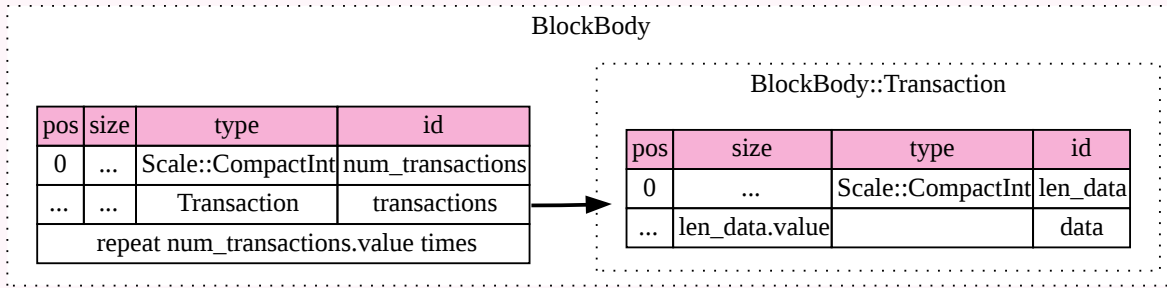 BlockBody
BlockBody::Transaction
pos size type id
0 ... Scale::CompactInt num_transactions
... ... Transaction transactions
repeat num_transactions.value times
pos size type id
0 ... Scale::CompactInt len_data
... len_data.value data